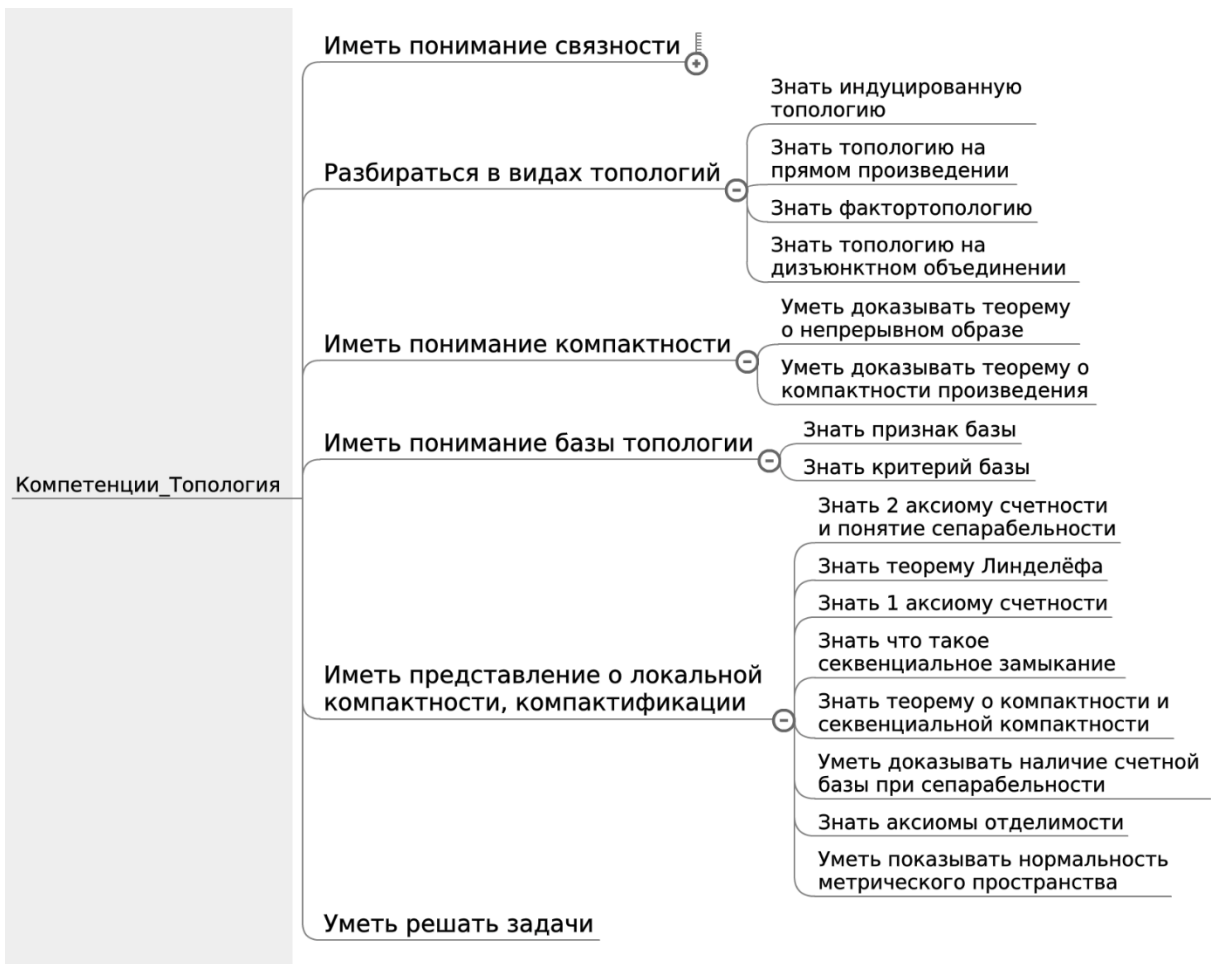 Иметь понимание связности
Знать индуцированную
топологию
Разбираться в видах топологий
Знать топологию на
прямом произведении
Знать фактортопологию
Знать топологию на
дизъюнктном объединении
Иметь понимание компактности
Уметь доказывать теорему
о непрерывном образе
Уметь доказывать теорему о
компактности произведения
Иметь понимание базы топологии
Знать признак базы
Знать критерий базы
Компетенции_Топология
Знать 2 аксиому счетности
и понятие сепарабельности
Знать теорему Линделёфа
Знать 1 аксиому счетности
Знать что такое
секвенциальное замыкание
Иметь представление о локальной
компактности, компактификации
Знать теорему о компактности и
секвенциальной компактности
Уметь доказывать наличие счетной
базы при сепарабельности
Знать аксиомы отделимости
Уметь показывать нормальность
метрического пространства
Уметь решать задачи